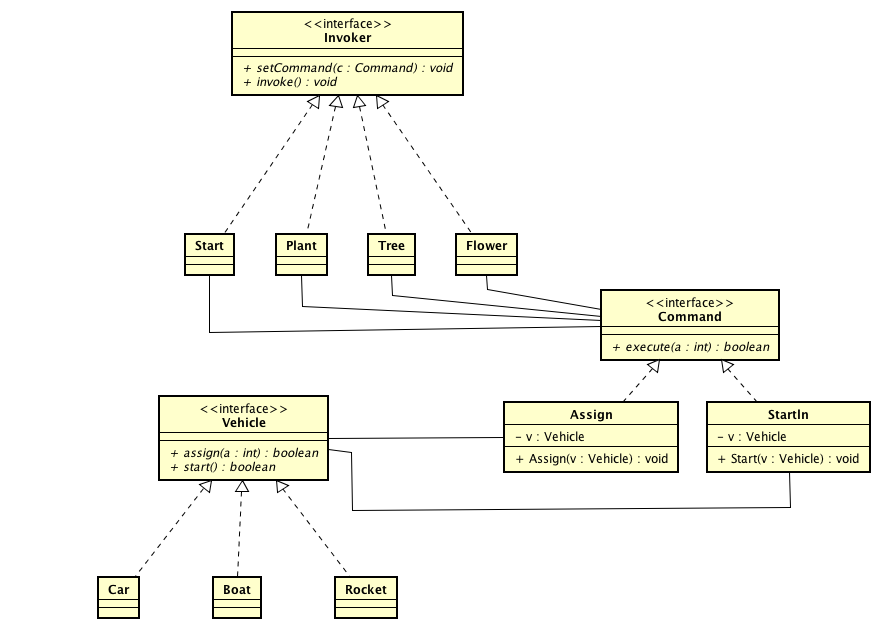 <<interface>>
Invoker
+ setCommand(c : Command) : void
+ invoke() : void
Start
Plant
Tree
Flower
<<interface>>
Command
+ execute(a : int) : boolean
<<interface>>
Vehicle
+ assign(a : int) : boolean
+ start() : boolean
Assign
- v : Vehicle
+ Assign(v : Vehicle) : void
StartIn
- v : Vehicle
+ Start(v : Vehicle) : void
Car
Boat
Rocket